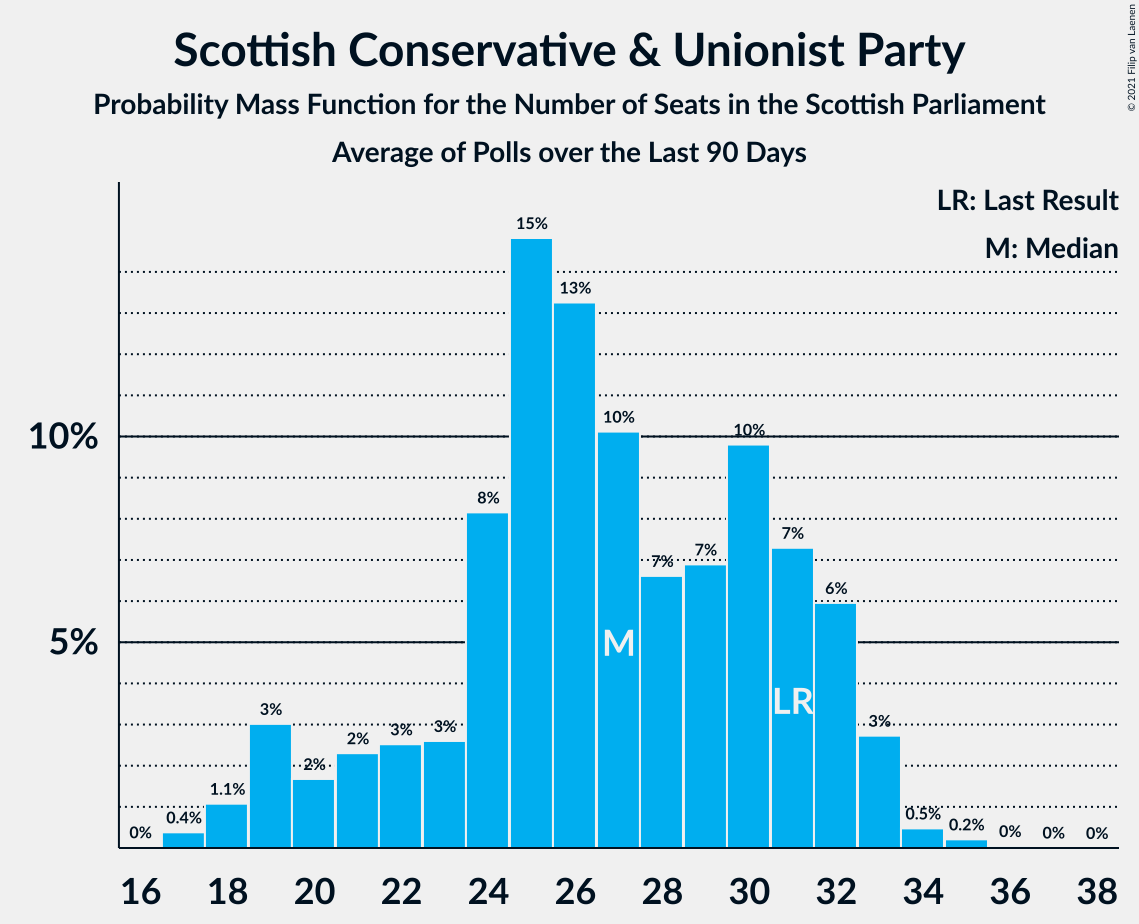 Scottish Conservative & Unionist Party
Probability Mass Function for the Number of Seats in the Scottish Parliament
Average of Polls over the Last 90 Days
© 2021 Filip van Laenen
LR: Last Result
M: Median
10%
5%
0%
0.4%
1.1%
3%
2%
2%
3%
3%
8%
15%
13%
10%
7%
7%
10%
7%
6%
3%
0.5%
0.2%
0%
0%
0%
M
LR
16 18 20 22 24 26 28 30 32 34 36 38